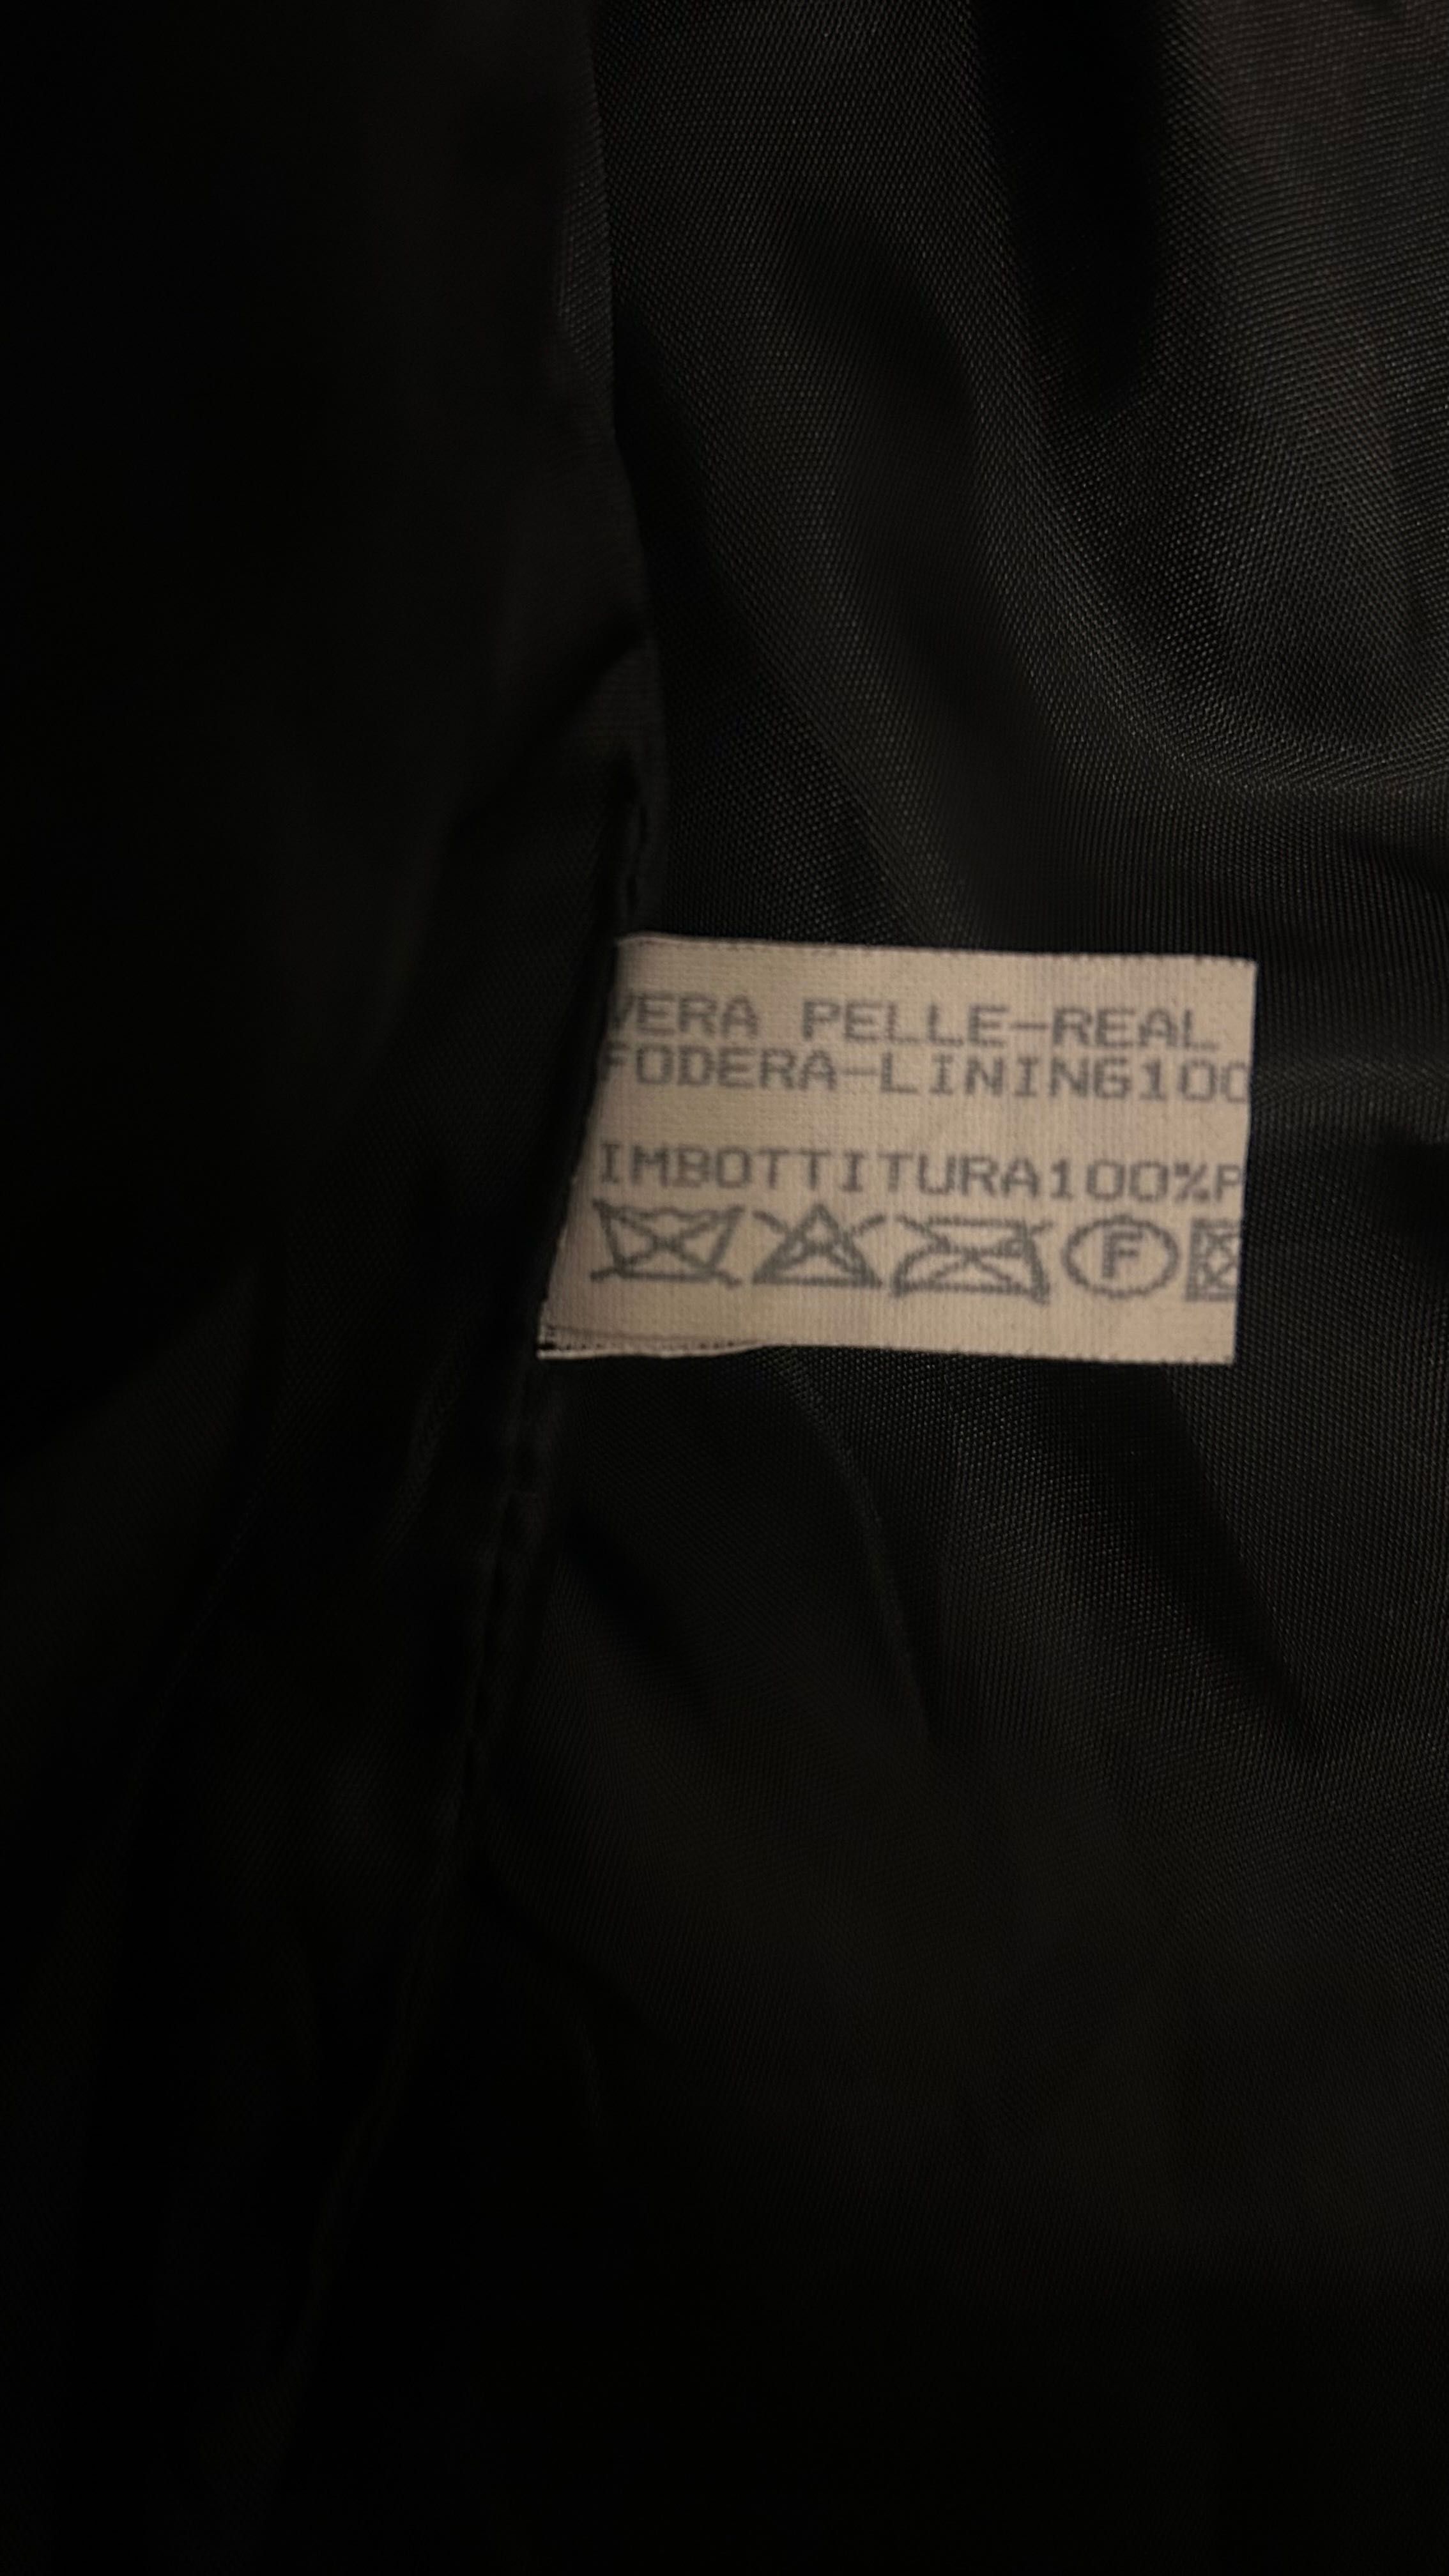 VERA PELLE-REAL
FODERA-LINING100
IMBOTTITURA100%P
F